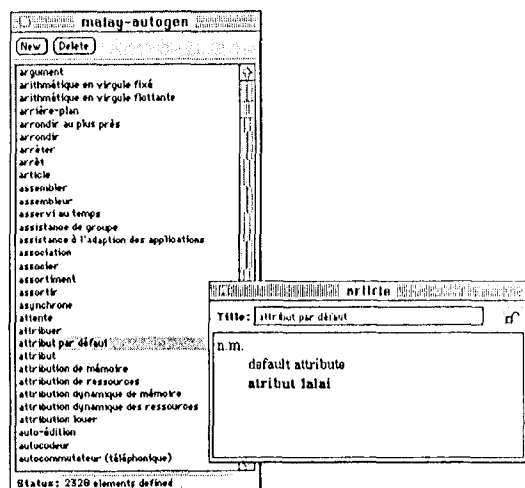 malay-autogen
New Delete
argument
arithmétique en virgule fixé
arithmétique en virgule flottante
arrière-plan
arrondir au plus près
arrondir
arrêter
arrêt
article
assembler
assembleur
asservi au temps
assistance de groupe
assistance à l'adaption des applications
association
associer
assortiment
assortir
asynchrone
attente
attribuer
attribut par défaut
attribut
attribution de mémoire
attribution de ressources
attribution dynamique de mémoire
attribution dynamique des ressources
attribution louer
auto-édition
autocodeur
autocommutateur (téléphonique)
Status: 2328 elements defined
article
Title: attribut par défaut
n.m.
default attribute
atribut lalai